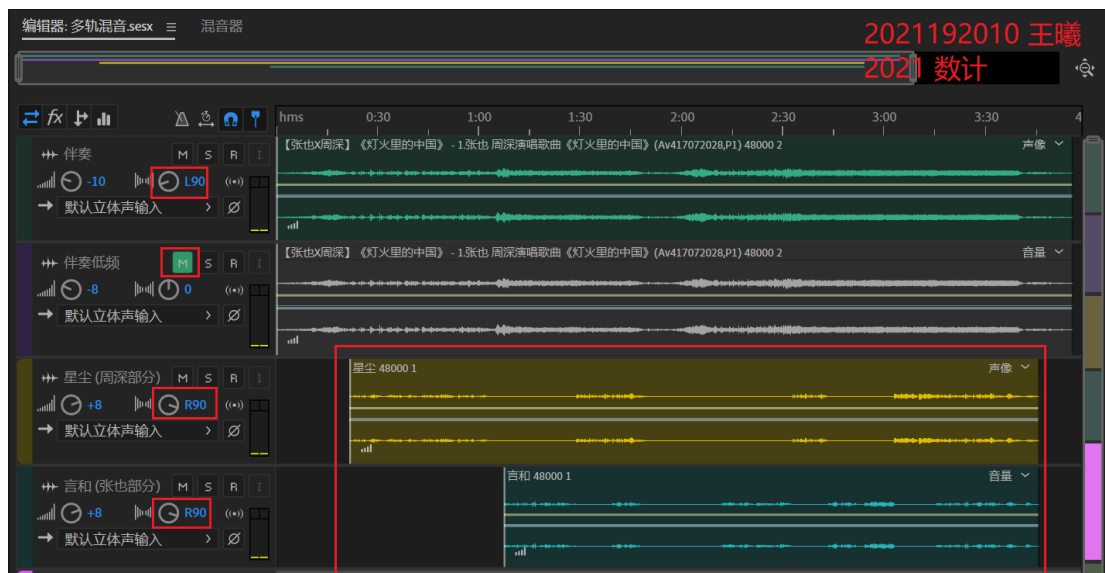 编辑器: 多轨混音.sesx ≡ 混音器
2021192010 王曦
2021 数计
fx
hms 0:30 1:00 1:30 2:00 2:30 3:00 3:30 4
伴奏 M S R I
【张也X周深】《灯火里的中国》 - 1.张也 周深演唱歌曲《灯火里的中国》(Av417072028,P1) 48000 2 声像
-10 L90
默认立体声输入
伴奏低频 M S R I
【张也X周深】《灯火里的中国》 - 1.张也 周深演唱歌曲《灯火里的中国》(Av417072028,P1) 48000 2 音量
-8 0
默认立体声输入
星尘 (周深部分) M S R I
星尘 48000 1 声像
+8 R90
默认立体声输入
言和 (张也部分) M S R I
言和 48000 1 音量
+8 R90
默认立体声输入